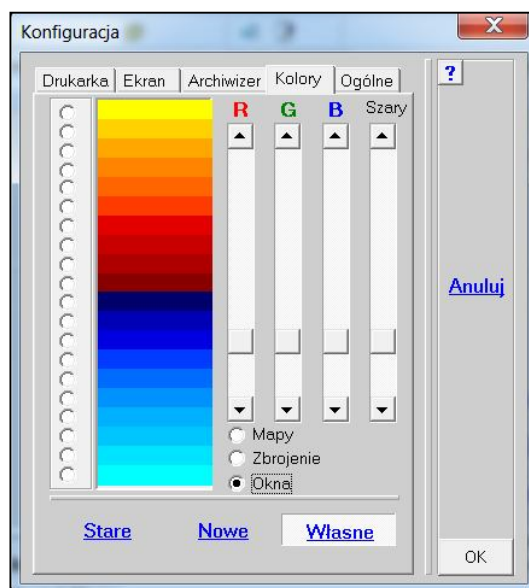 Konfiguracja
Drukarka Ekran Archiwizer Kolory Ogólne
?
R G B Szary
Anuluj
Mapy
Zbrojenie
Okna
Stare Nowe Własne
OK